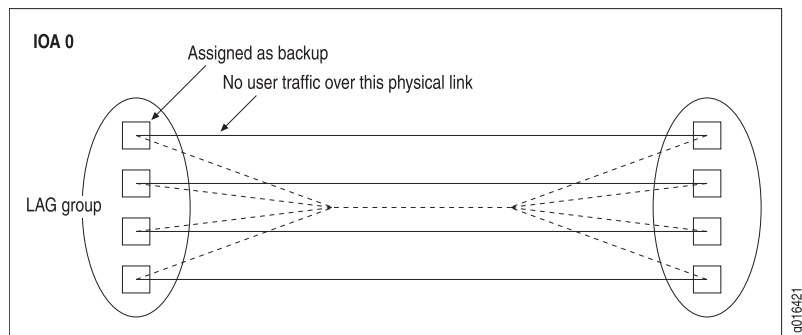 IOA 0
Assigned as backup
No user traffic over this physical link
LAG group
g016421